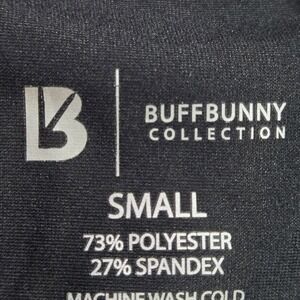 B
BUFFBUNNY
COLLECTION
SMALL
73% POLYESTER
27% SPANDEX
MACHINE WASH COLD